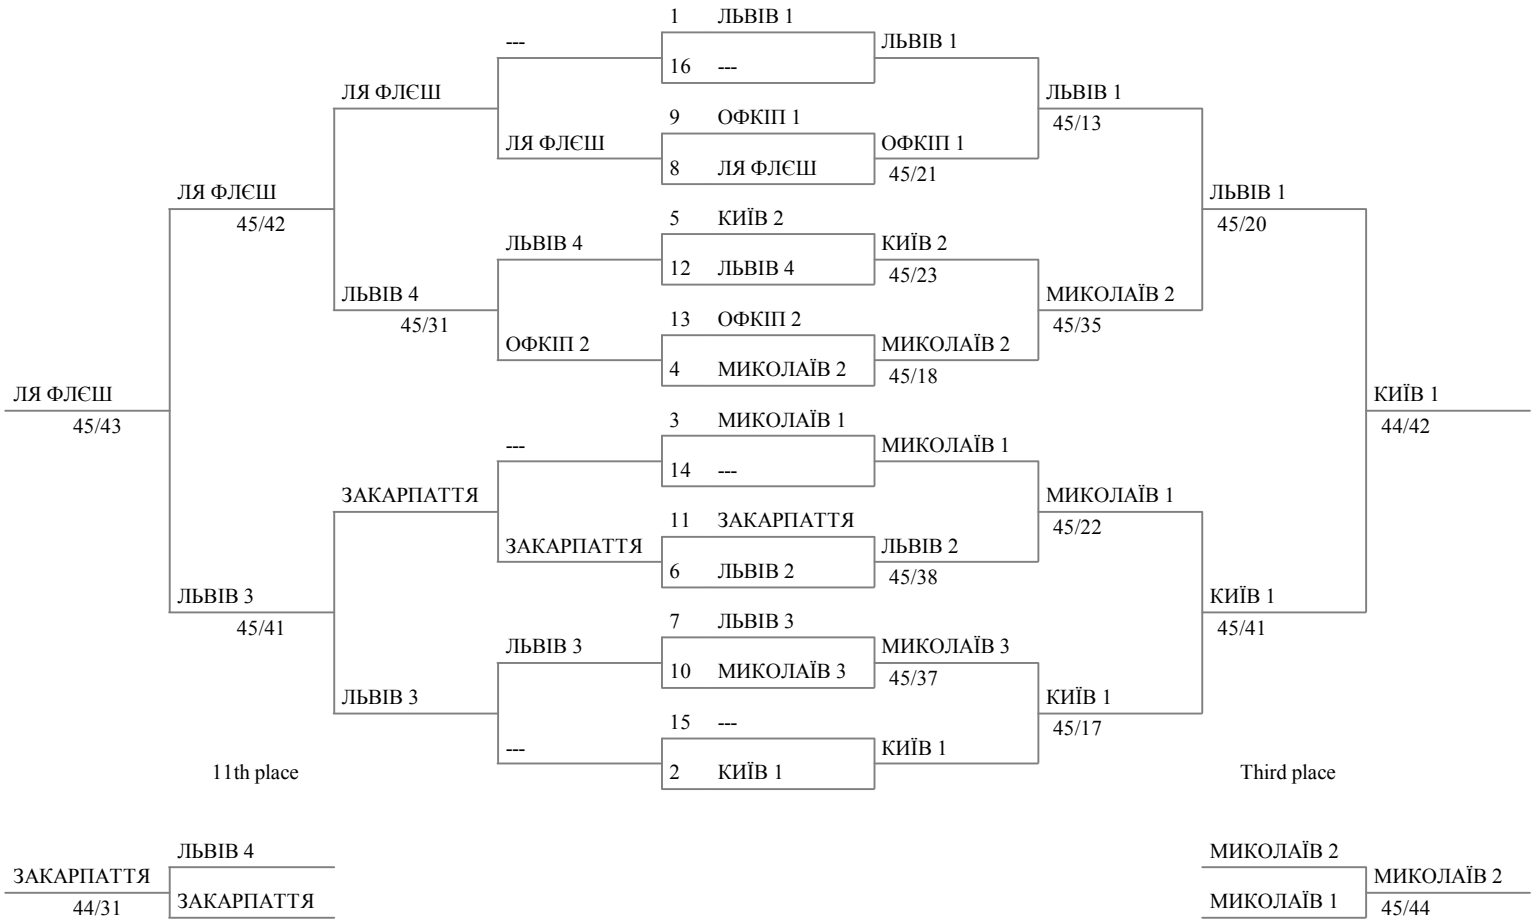 1 ЛЬВІВ 1
--- ЛЬВІВ 1
16 ---
ЛЯ ФЛЄШ ЛЬВІВ 1
9 ОФКІП 1 45/13
ЛЯ ФЛЄШ ОФКІП 1
8 ЛЯ ФЛЄШ 45/21
ЛЯ ФЛЄШ ЛЬВІВ 1
45/42 5 КИЇВ 2 45/20
ЛЬВІВ 4 КИЇВ 2
12 ЛЬВІВ 4 45/23
ЛЬВІВ 4 МИКОЛАЇВ 2
45/31 13 ОФКІП 2 45/35
ОФКІП 2 МИКОЛАЇВ 2
4 МИКОЛАЇВ 2 45/18
ЛЯ ФЛЄШ КИЇВ 1
45/43 3 МИКОЛАЇВ 1 44/42
--- МИКОЛАЇВ 1
14 ---
ЗАКАРПАТТЯ МИКОЛАЇВ 1
11 ЗАКАРПАТТЯ 45/22
ЗАКАРПАТТЯ ЛЬВІВ 2
6 ЛЬВІВ 2 45/38
ЛЬВІВ 3 КИЇВ 1
45/41 7 ЛЬВІВ 3 45/41
ЛЬВІВ 3 МИКОЛАЇВ 3
10 МИКОЛАЇВ 3 45/37
ЛЬВІВ 3 КИЇВ 1
15 --- 45/17
--- КИЇВ 1
11th place 2 КИЇВ 1 Third place
ЛЬВІВ 4 МИКОЛАЇВ 2
ЗАКАРПАТТЯ МИКОЛАЇВ 2
44/31 ЗАКАРПАТТЯ МИКОЛАЇВ 1 45/44